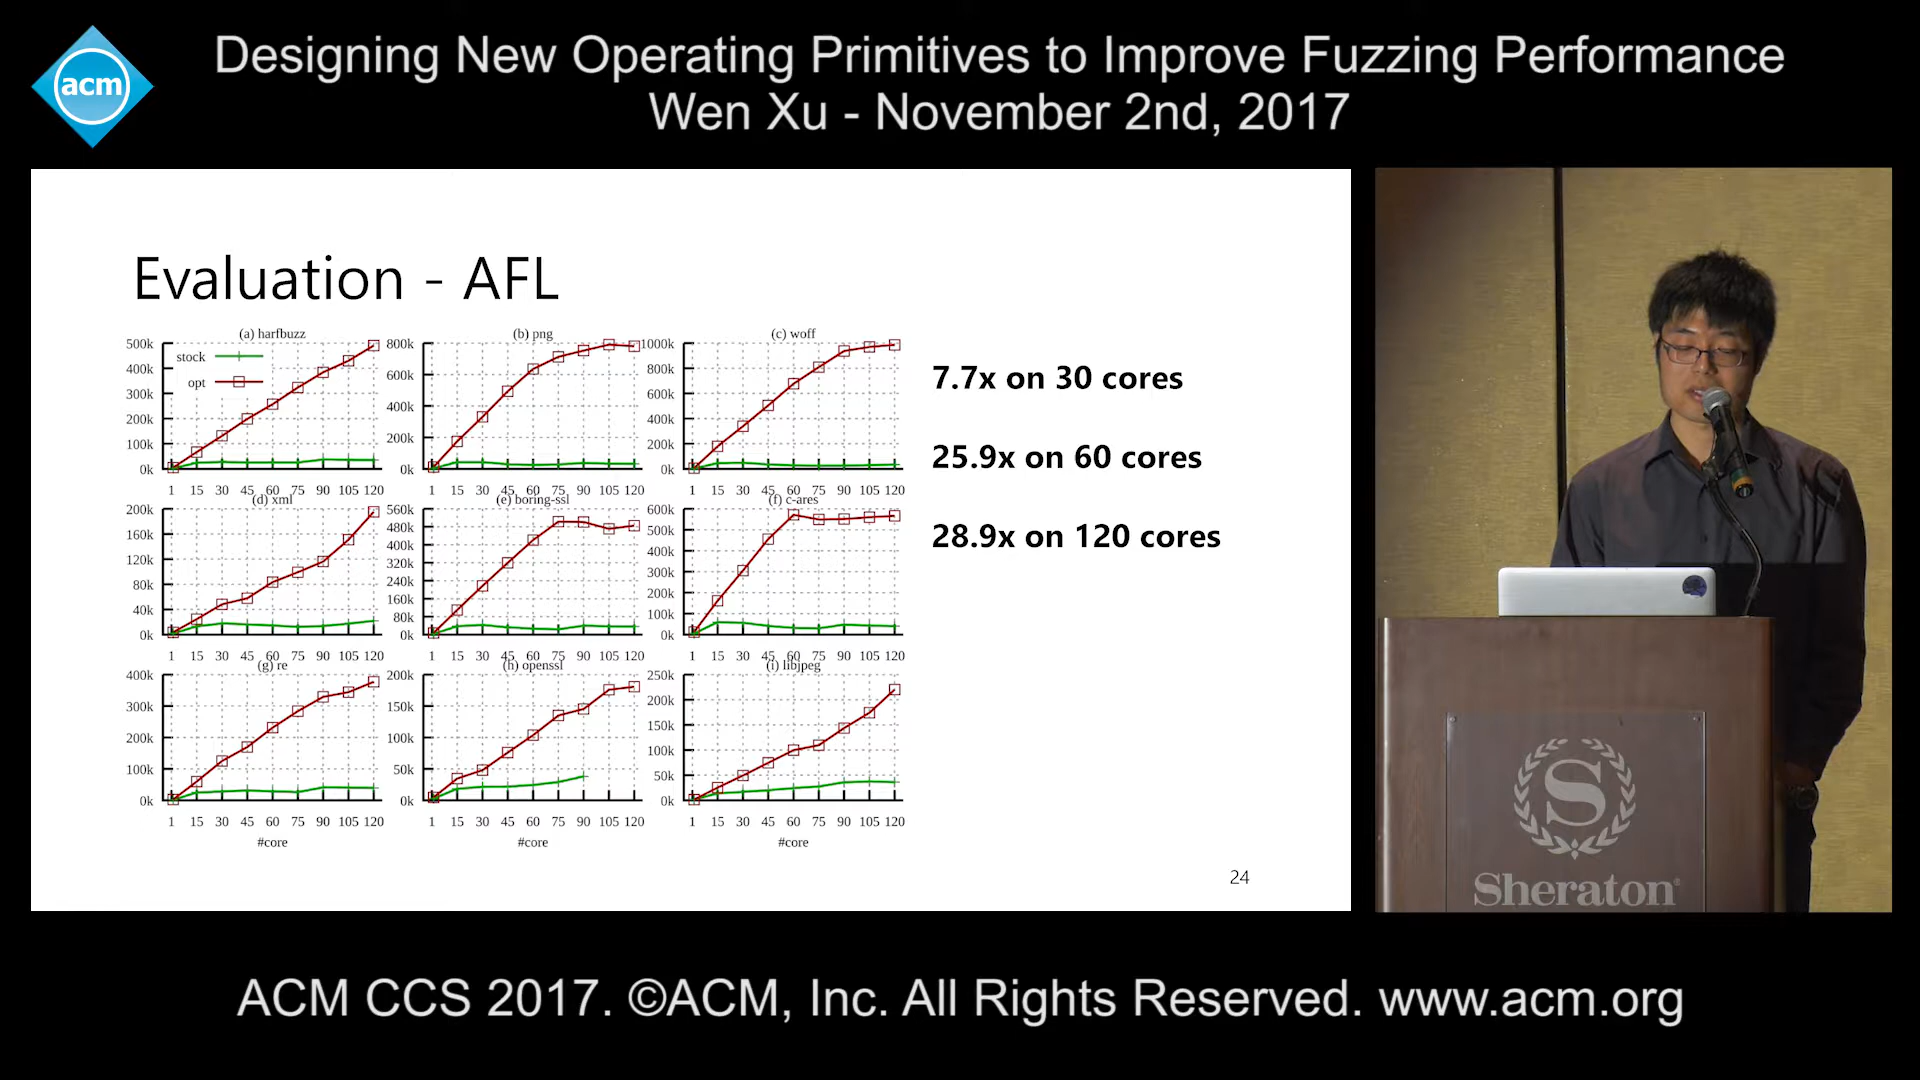 acm
Designing New Operating Primitives to Improve Fuzzing Performance
Wen Xu - November 2nd, 2017
Evaluation - AFL
(a) harfbuzz
500k
400k
300k
200k
100k
0k
stock
opt
1 15 30 45 60 75 90 105 120
(b) png
800k
600k
400k
200k
0k
1 15 30 45 60 75 90 105 120
(c) woff
1000k
800k
600k
400k
200k
0k
1 15 30 45 60 75 90 105 120
(d) xml
200k
160k
120k
80k
40k
0k
1 15 30 45 60 75 90 105 120
(e) boring-ssl
560k
480k
400k
320k
240k
160k
80k
0k
1 15 30 45 60 75 90 105 120
(f) c-ares
600k
500k
400k
300k
200k
100k
0k
1 15 30 45 60 75 90 105 120
(g) re
400k
300k
200k
100k
0k
1 15 30 45 60 75 90 105 120
#core
(h) openssl
200k
150k
100k
50k
0k
1 15 30 45 60 75 90 105 120
#core
(i) libjpeg
250k
200k
150k
100k
50k
0k
1 15 30 45 60 75 90 105 120
#core
7.7x on 30 cores
25.9x on 60 cores
28.9x on 120 cores
24
S
Sheraton
ACM CCS 2017. ©ACM, Inc. All Rights Reserved. www.acm.org